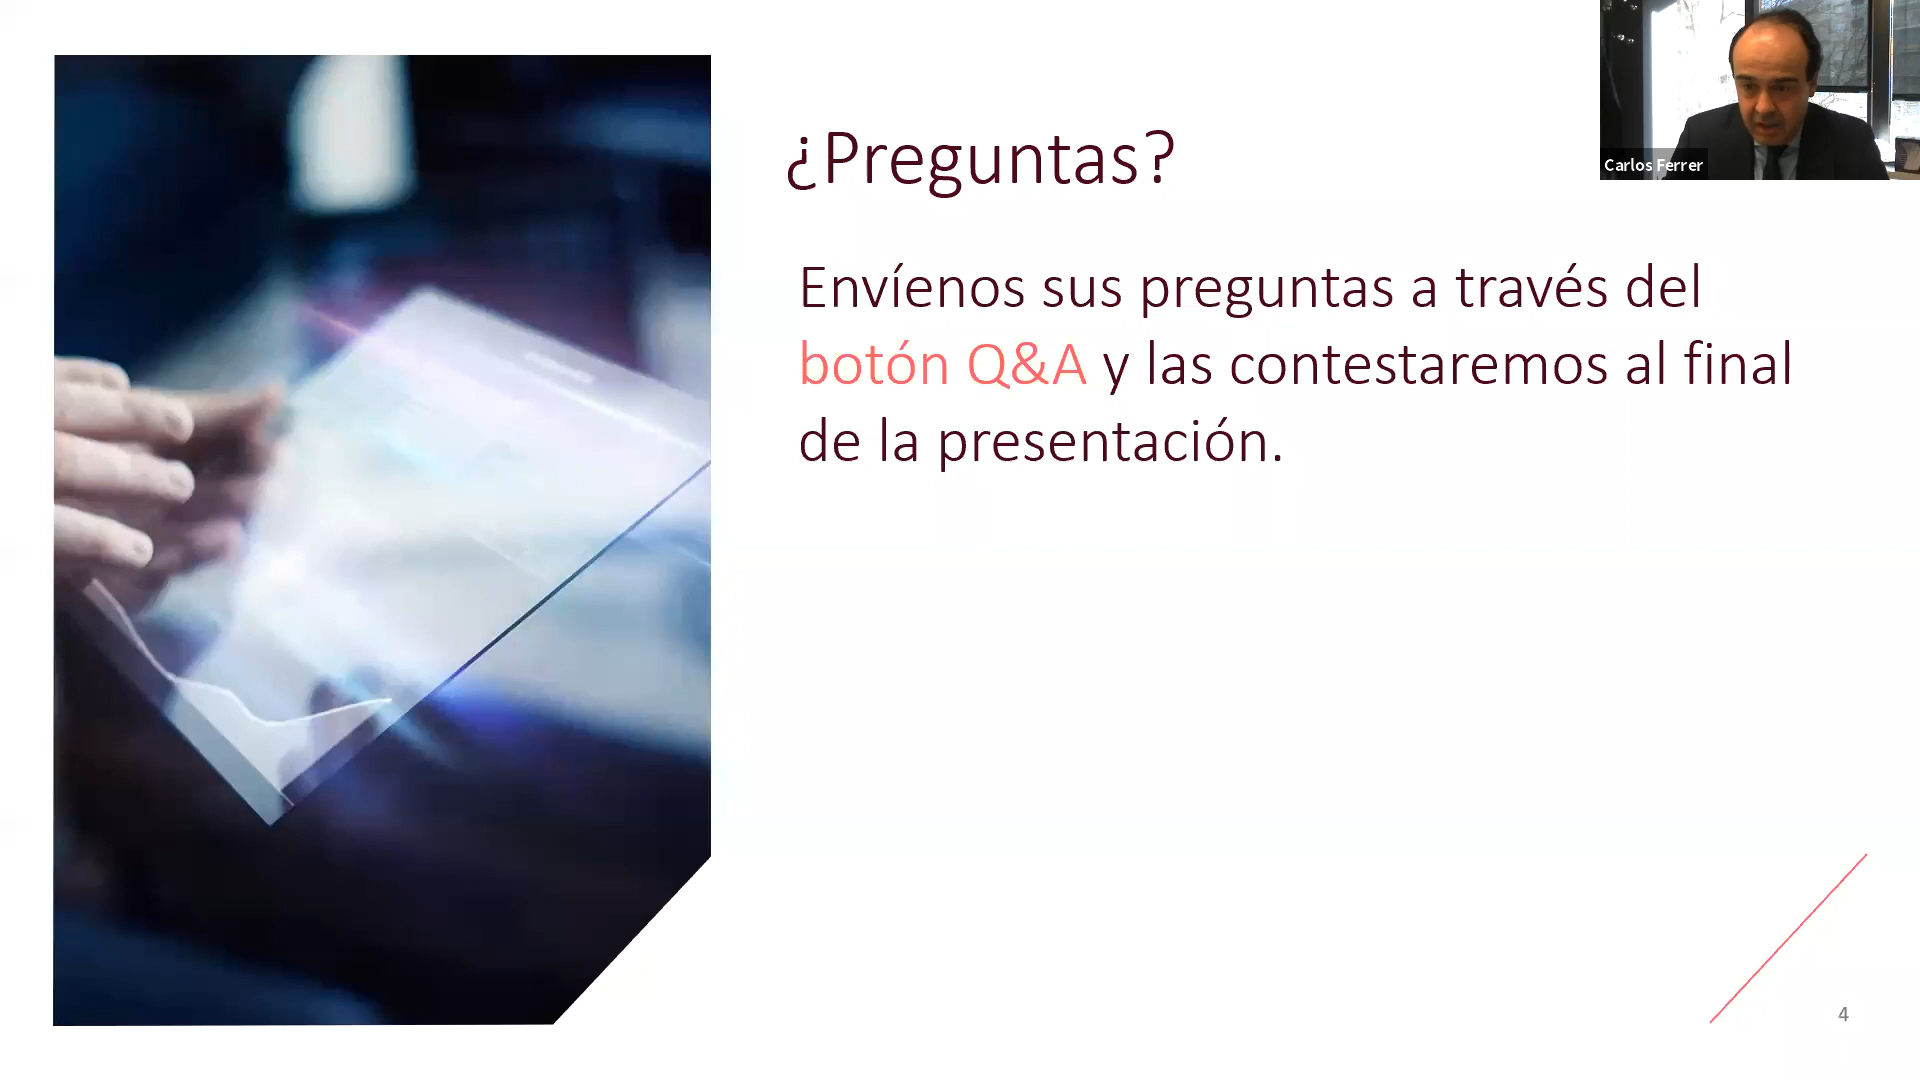 ¿Preguntas?
Envíenos sus preguntas a través del
botón Q&A y las contestaremos al final
de la presentación.
Carlos Ferrer
4